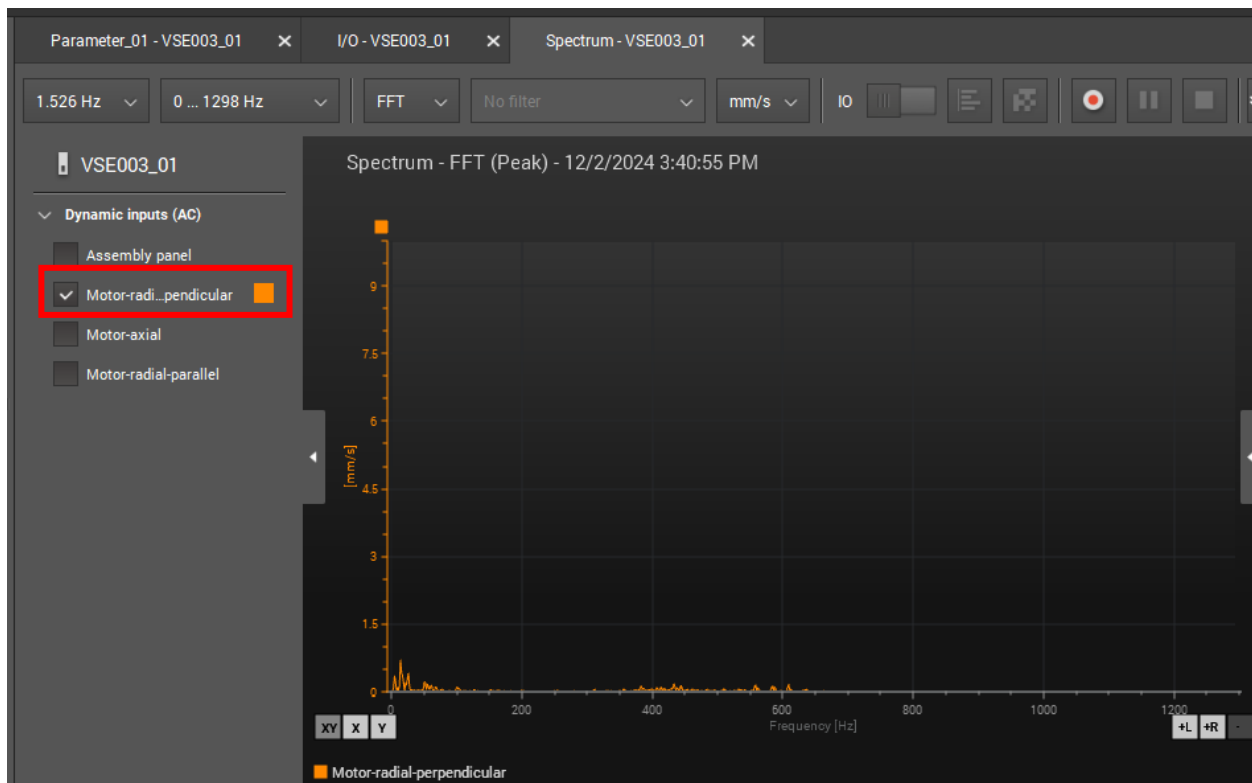 Parameter_01 - VSE003_01
I/O - VSE003_01
Spectrum - VSE003_01
1.526 Hz
0 ... 1298 Hz
FFT
No filter
mm/s
IO
VSE003_01
Spectrum - FFT (Peak) - 12/2/2024 3:40:55 PM
Dynamic inputs (AC)
Assembly panel
Motor-radi...pendicular
Motor-axial
Motor-radial-parallel
9
7.5
6
[mm/s]
4.5
3
1.5
0
0
200
400
600
800
1000
1200
Frequency [Hz]
XY
X
Y
+L
+R
-
Motor-radial-perpendicular